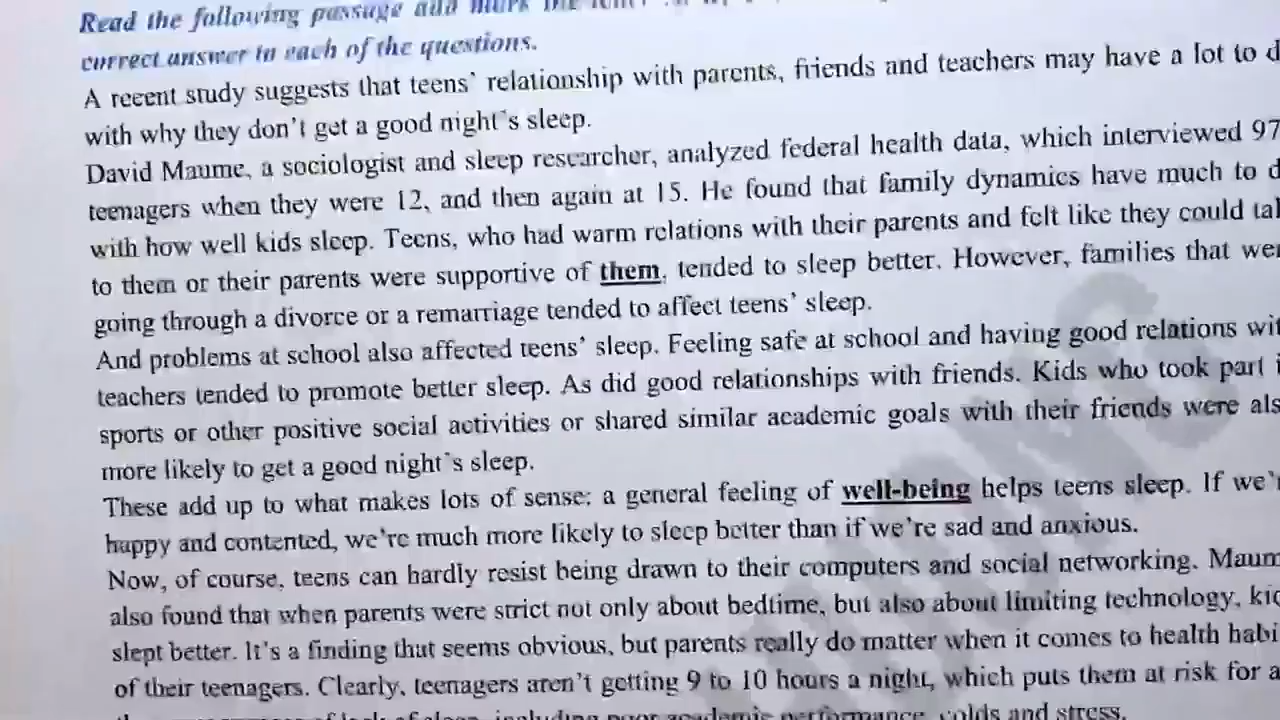 Read the following passage and mark the letter
correct answer to each of the questions.
A recent study suggests that teens' relationship with parents, friends and teachers may have a lot to d
with why they don't get a good night's sleep.
David Maume, a sociologist and sleep researcher, analyzed federal health data, which interviewed 97
teenagers when they were 12, and then again at 15. He found that family dynamics have much to d
with how well kids sleep. Teens, who had warm relations with their parents and felt like they could tal
to them or their parents were supportive of them, tended to sleep better. However, families that wer
going through a divorce or a remarriage tended to affect teens' sleep.
And problems at school also affected teens' sleep. Feeling safe at school and having good relations wit
teachers tended to promote better sleep. As did good relationships with friends. Kids who took part i
sports or other positive social activities or shared similar academic goals with their friends were als
more likely to get a good night's sleep.
These add up to what makes lots of sense: a general feeling of well-being helps teens sleep. If we'r
happy and contented, we're much more likely to sleep better than if we're sad and anxious.
Now, of course, teens can hardly resist being drawn to their computers and social networking. Maum
also found that when parents were strict not only about bedtime, but also about limiting technology, kid
slept better. It's a finding that seems obvious, but parents really do matter when it comes to health habi
of their teenagers. Clearly, teenagers aren't getting 9 to 10 hours a night, which puts them at risk for a
of lack of sleep, including poor academic performance, colds and stress.